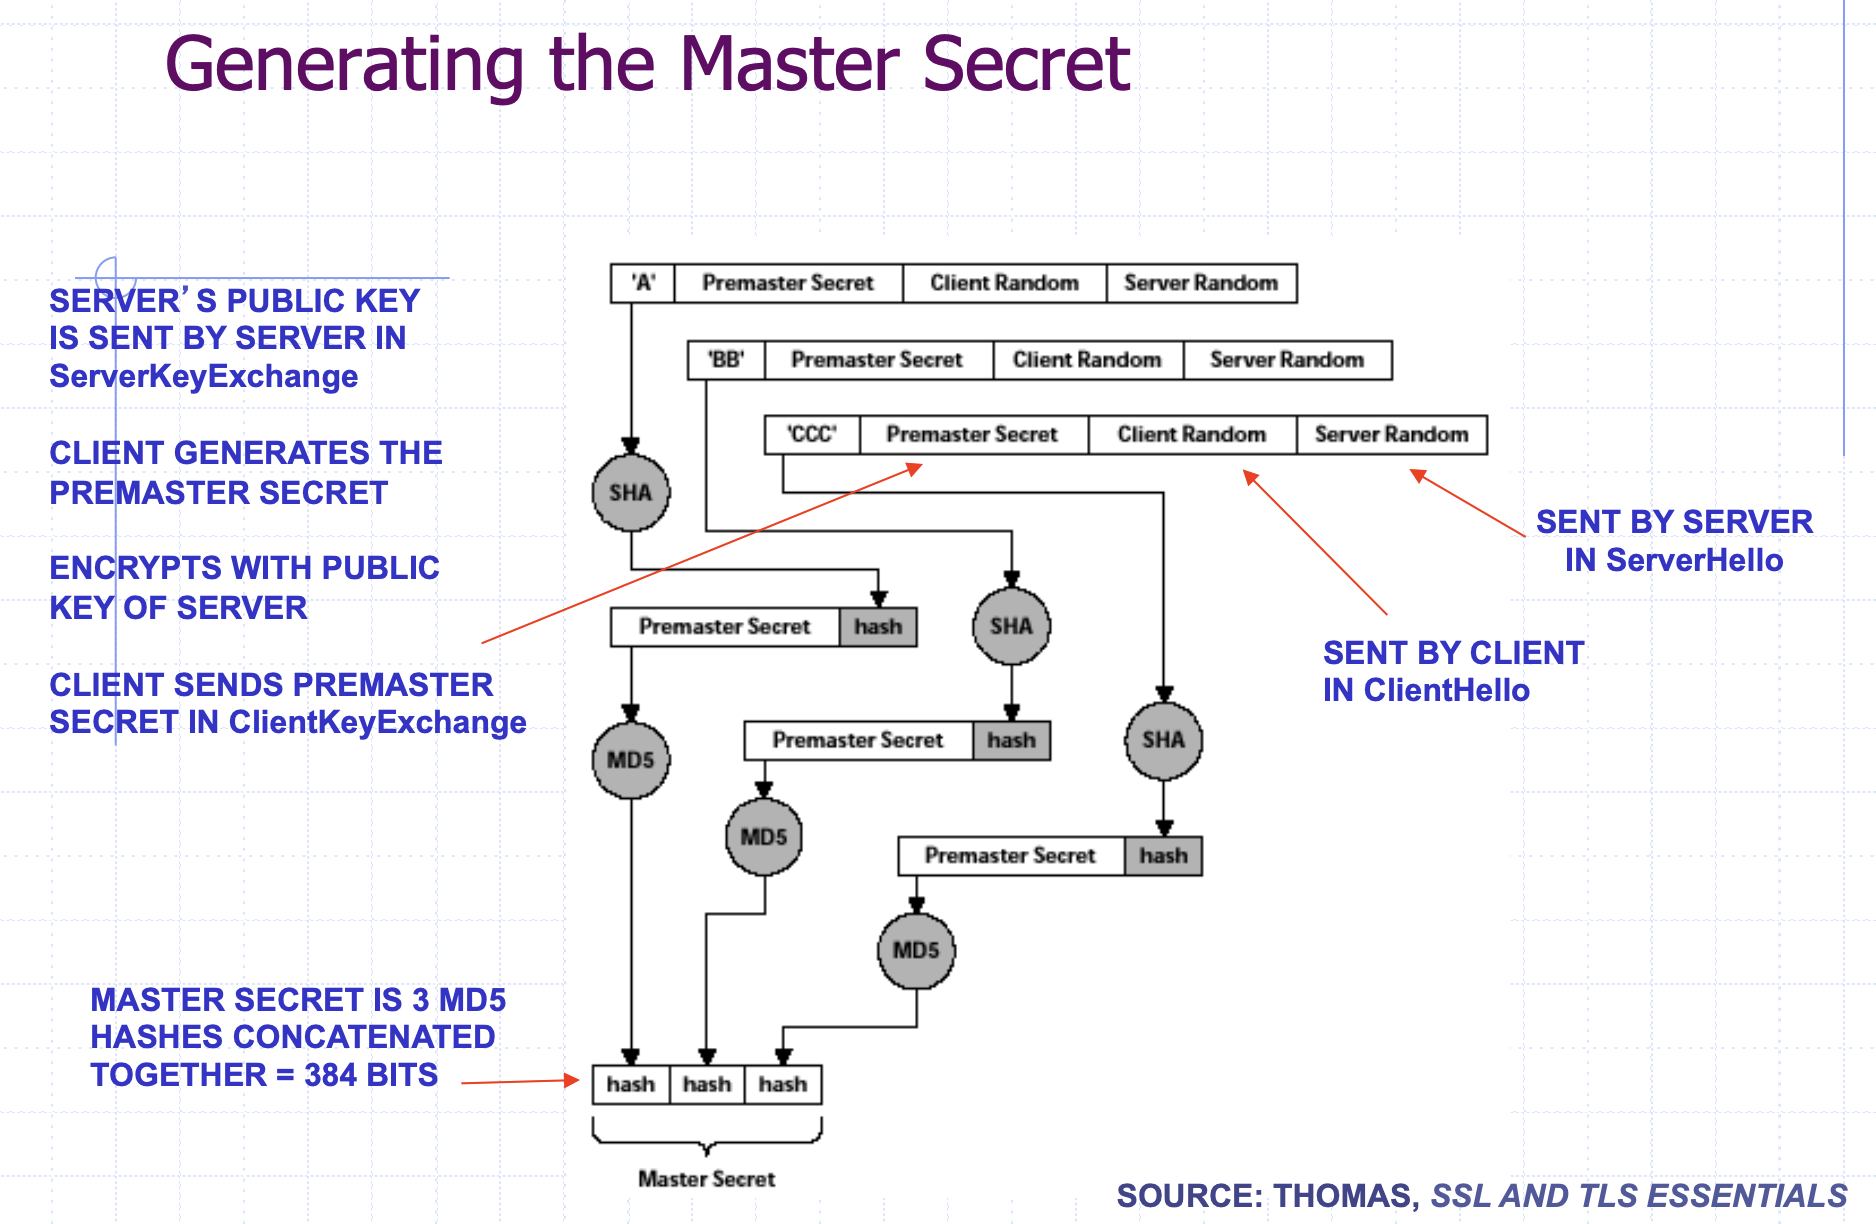 Generating the Master Secret
'A' Premaster Secret Client Random Server Random
'BB' Premaster Secret Client Random Server Random
'CCC' Premaster Secret Client Random Server Random
SERVER’S PUBLIC KEY
IS SENT BY SERVER IN
ServerKeyExchange
CLIENT GENERATES THE
PREMASTER SECRET
ENCRYPTS WITH PUBLIC
KEY OF SERVER
CLIENT SENDS PREMASTER
SECRET IN ClientKeyExchange
SHA
SENT BY SERVER
IN ServerHello
Premaster Secret hash
SHA
SENT BY CLIENT
IN ClientHello
MD5
Premaster Secret hash
SHA
MD5
Premaster Secret hash
MD5
MASTER SECRET IS 3 MD5
HASHES CONCATENATED
TOGETHER = 384 BITS
hash hash hash
Master Secret
SOURCE: THOMAS, SSL AND TLS ESSENTIALS